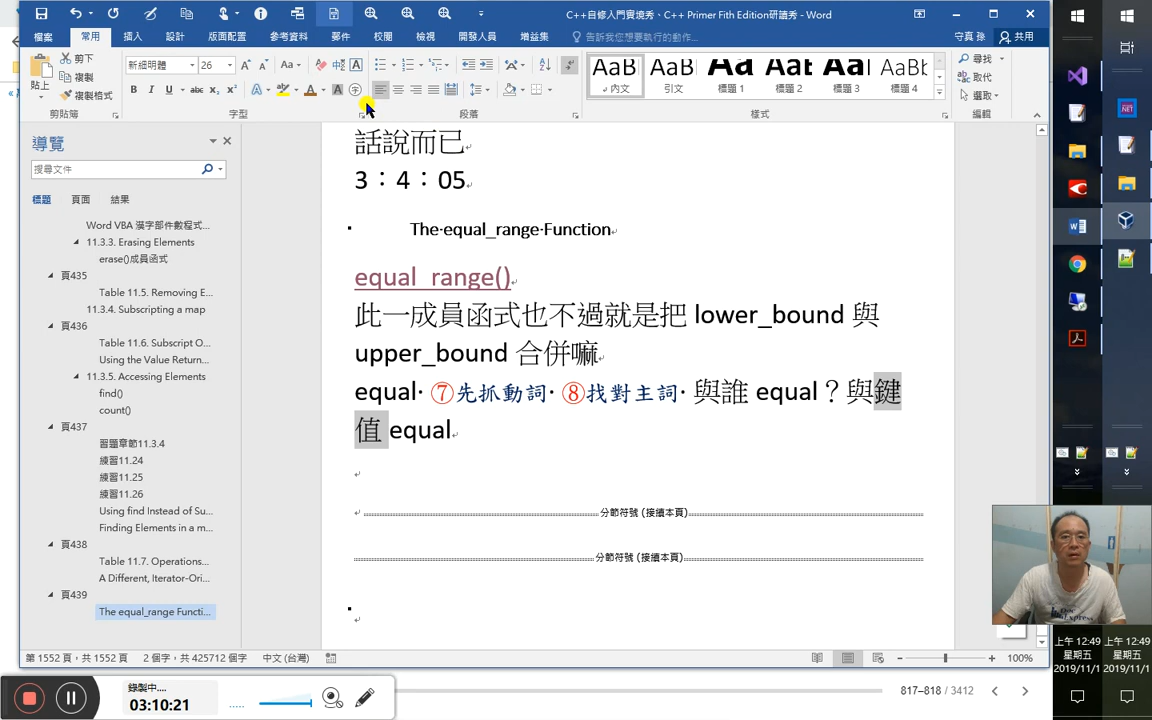 C++自修入門實境秀、C++ Primer Fith Edition研讀秀 - Word
檔案 常用 插入 設計 版面配置 參考資料 郵件 校閱 檢視 開發人員 增益集 告訴我您想要執行的動作... 守真 孫 共用
貼上 剪下 複製 複製格式
新細明體 26
AaB 內文 AaB 引文 Aa 標題 1 Aat 標題 2 Aal 標題 3 AaBb 標題 4
尋找 取代 選取
剪貼簿 字型 段落 樣式 編輯
導覽
搜尋文件
標題 頁面 結果
Word VBA 漢字部件數程式...
11.3.3. Erasing Elements
erase()成員函式
頁435
Table 11.5. Removing E...
11.3.4. Subscripting a map
頁436
Table 11.6. Subscript O...
Using the Value Return...
11.3.5. Accessing Elements
find()
count()
頁437
習題章節11.3.4
練習11.24
練習11.25
練習11.26
Using find Instead of Su...
Finding Elements in a m...
頁438
Table 11.7. Operations...
A Different, Iterator-Ori...
頁439
The equal_range Functi...
話說而已
3：4：05
The equal_range Function
equal_range()
此一成員函式也不過就是把 lower_bound 與
upper_bound 合併嘛
equal ⑦先抓動詞 ⑧找對主詞 與誰 equal？與鍵
值 equal
分節符號 (接續本頁)
分節符號 (接續本頁)
第 1552 頁，共 1552 頁 2 個字，共 425712 個字 中文 (台灣) 100%
錄製中....
03:10:21
817–818 / 3412
上午 12:49 上午 12:49
星期五 星期五
2019/11/1 2019/11/1